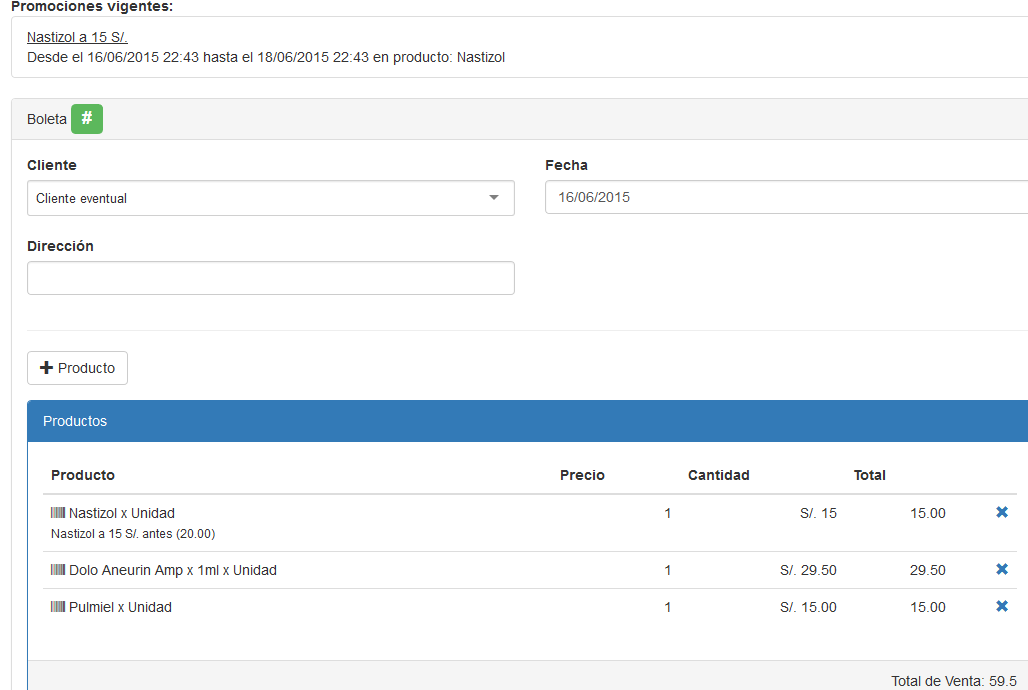 Promociones vigentes:
Nastizol a 15 S/.
Desde el 16/06/2015 22:43 hasta el 18/06/2015 22:43 en producto: Nastizol
Boleta #
Cliente Fecha
Cliente eventual 16/06/2015
Dirección
+ Producto
Productos
Producto Precio Cantidad Total
Nastizol x Unidad 1 S/. 15 15.00
Nastizol a 15 S/. antes (20.00)
Dolo Aneurin Amp x 1ml x Unidad 1 S/. 29.50 29.50
Pulmiel x Unidad 1 S/. 15.00 15.00
Total de Venta: 59.5